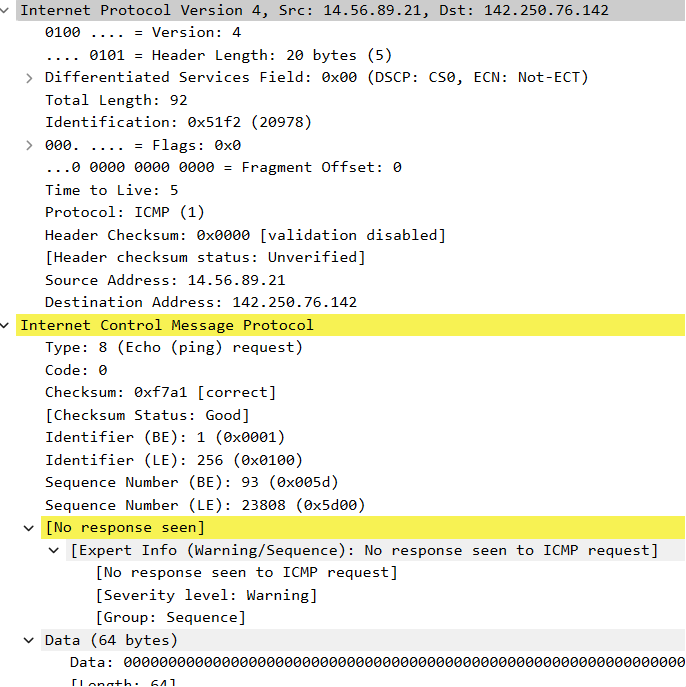 Internet Protocol Version 4, Src: 14.56.89.21, Dst: 142.250.76.142
0100 .... = Version: 4
.... 0101 = Header Length: 20 bytes (5)
Differentiated Services Field: 0x00 (DSCP: CS0, ECN: Not-ECT)
Total Length: 92
Identification: 0x51f2 (20978)
000. .... = Flags: 0x0
...0 0000 0000 0000 = Fragment Offset: 0
Time to Live: 5
Protocol: ICMP (1)
Header Checksum: 0x0000 [validation disabled]
[Header checksum status: Unverified]
Source Address: 14.56.89.21
Destination Address: 142.250.76.142
Internet Control Message Protocol
Type: 8 (Echo (ping) request)
Code: 0
Checksum: 0xf7a1 [correct]
[Checksum Status: Good]
Identifier (BE): 1 (0x0001)
Identifier (LE): 256 (0x0100)
Sequence Number (BE): 93 (0x005d)
Sequence Number (LE): 23808 (0x5d00)
[No response seen]
[Expert Info (Warning/Sequence): No response seen to ICMP request]
[No response seen to ICMP request]
[Severity level: Warning]
[Group: Sequence]
Data (64 bytes)
Data: 000000000000000000000000000000000000000000000000000000000000000
[Length: 64]